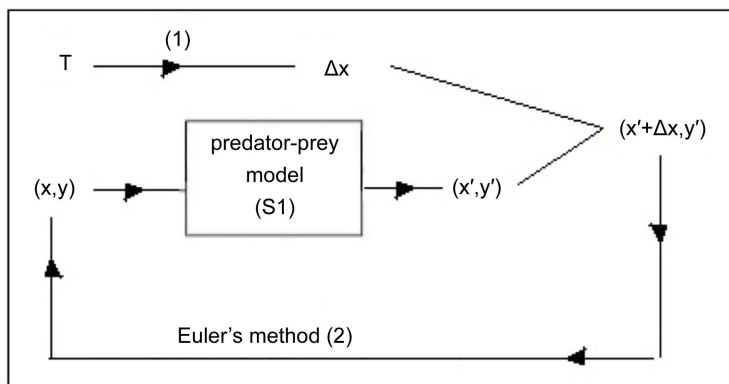 (1)
T
Δx
(x′+Δx,y′)
predator-prey
model
(S1)
(x,y)
(x′,y′)
Euler’s method (2)